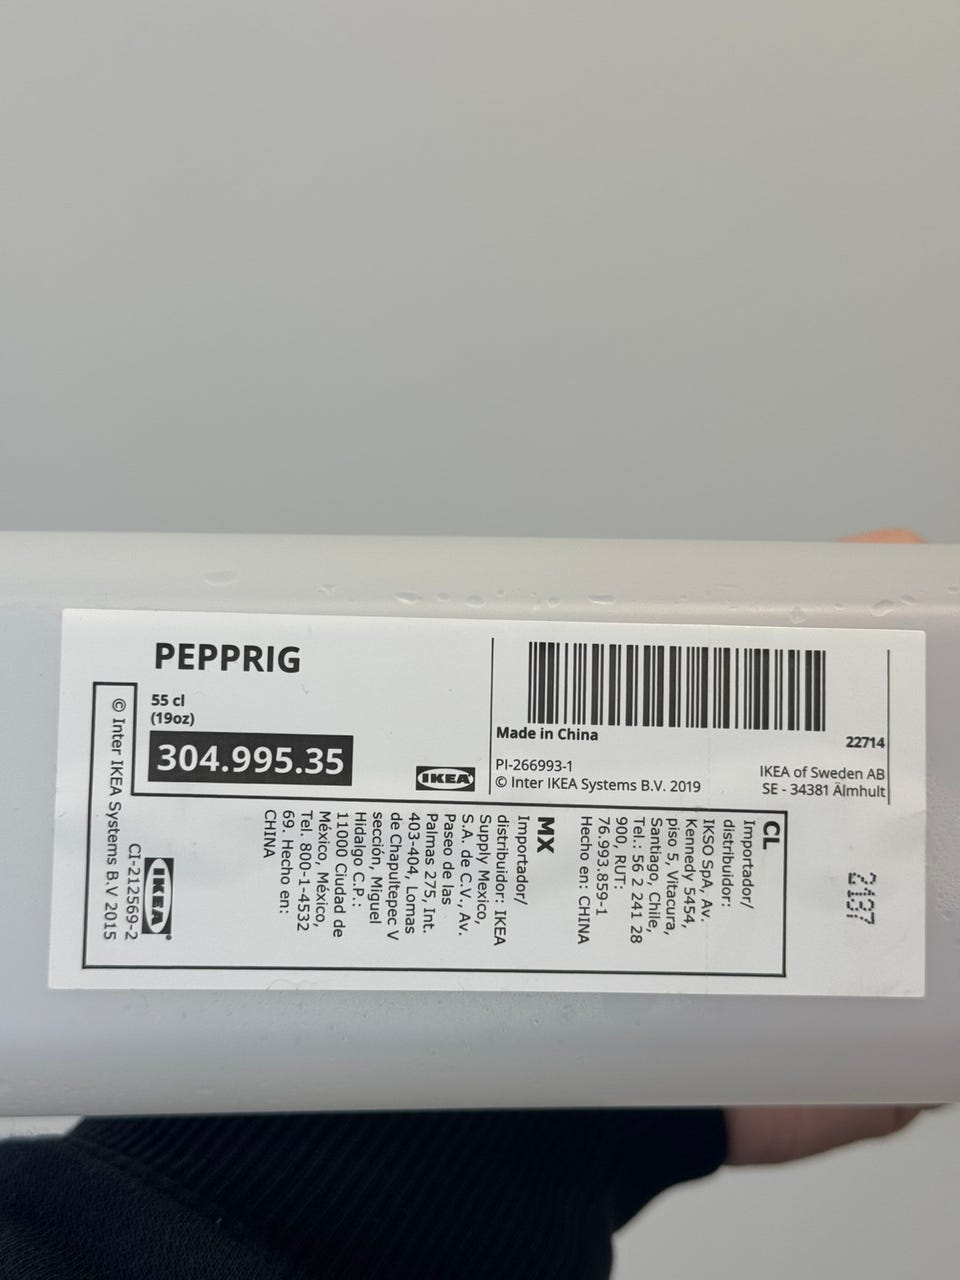 PEPPRIG
55 cl
(19oz)
304.995.35
IKEA
Made in China
22714
PI-266993-1
© Inter IKEA Systems B.V. 2019
IKEA of Sweden AB
SE - 34381 Älmhult
CL
Importador/
distribuidor:
IKSO SpA, Av.
Kennedy 5454,
piso 5, Vitacura,
Santiago, Chile,
Tel.: 56 2 241 28
900, RUT:
76.993.859-1
Hecho en: CHINA
MX
Importador/
distribuidor: IKEA
Supply Mexico,
S.A. de C.V., Av.
Paseo de las
Palmas 275, Int.
403-404, Lomas
de Chapultepec V
sección, Miguel
Hidalgo C.P.:
11000 Ciudad de
México, México,
Tel. 800-1-4532
69. Hecho en:
CHINA
IKEA®
CI-212569-2
© Inter IKEA Systems B.V 2015